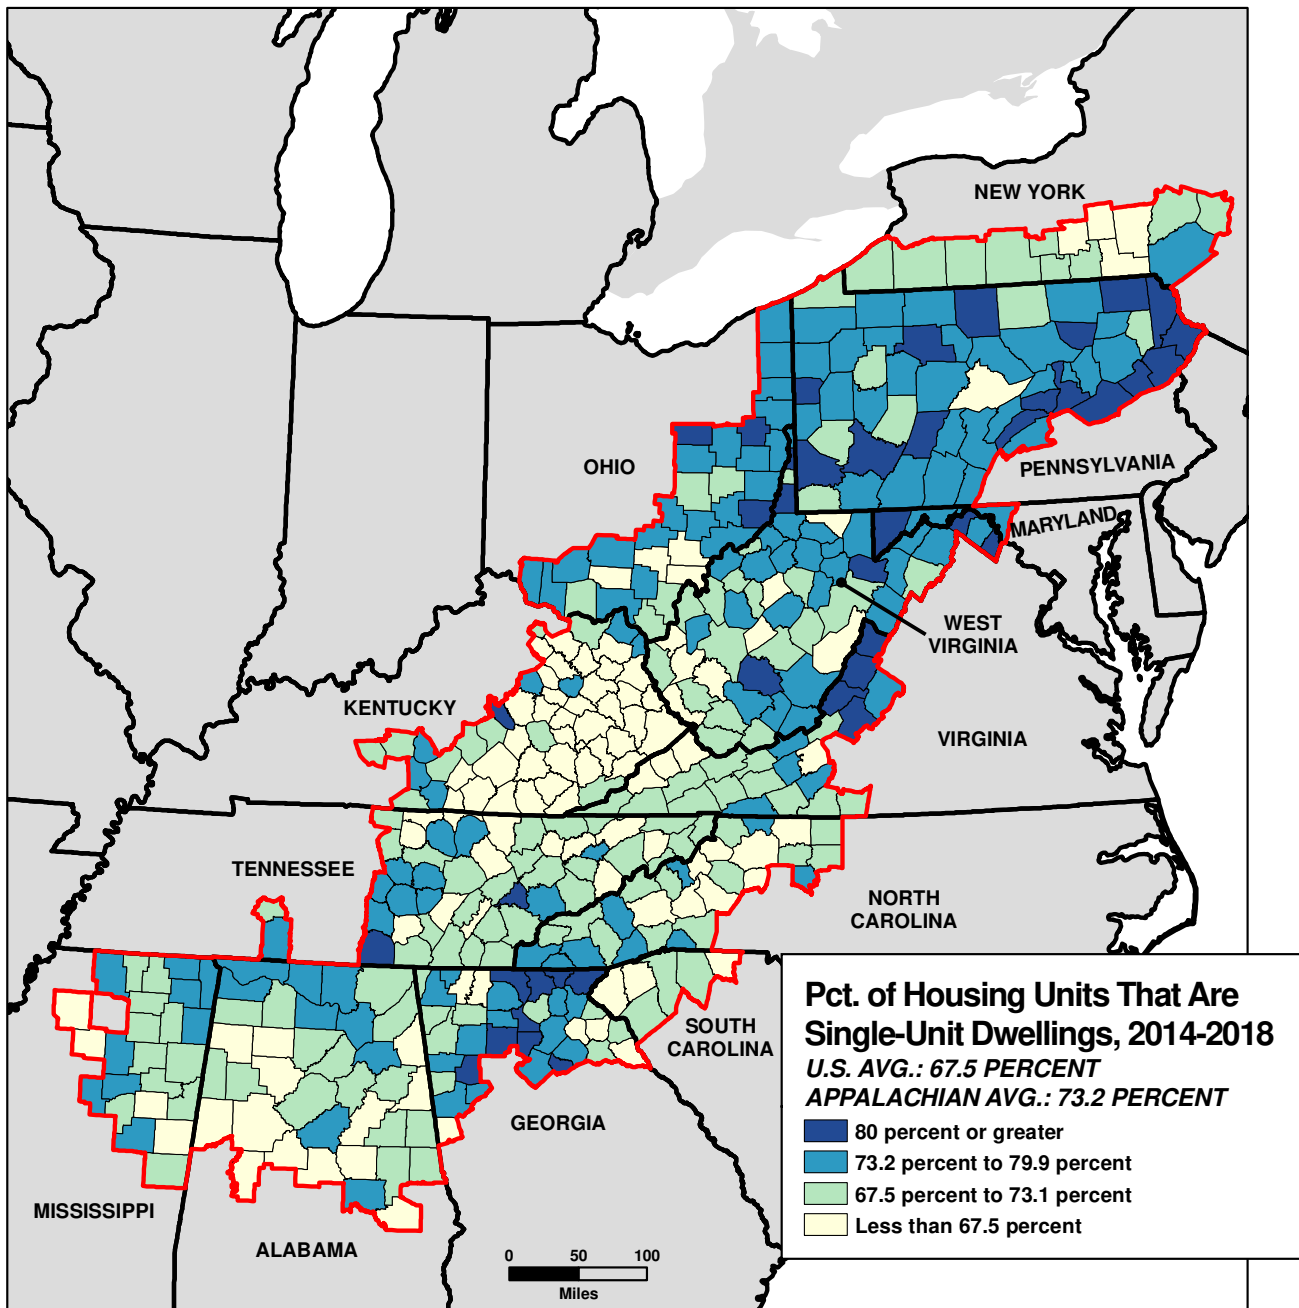 NEW YORK
OHIO
PENNSYLVANIA
MARYLAND
WEST
VIRGINIA
KENTUCKY
VIRGINIA
TENNESSEE
NORTH
CAROLINA
SOUTH
CAROLINA
GEORGIA
MISSISSIPPI
ALABAMA
Pct. of Housing Units That Are
Single-Unit Dwellings, 2014-2018
U.S. AVG.: 67.5 PERCENT
APPALACHIAN AVG.: 73.2 PERCENT
80 percent or greater
73.2 percent to 79.9 percent
67.5 percent to 73.1 percent
Less than 67.5 percent
0 50 100
Miles